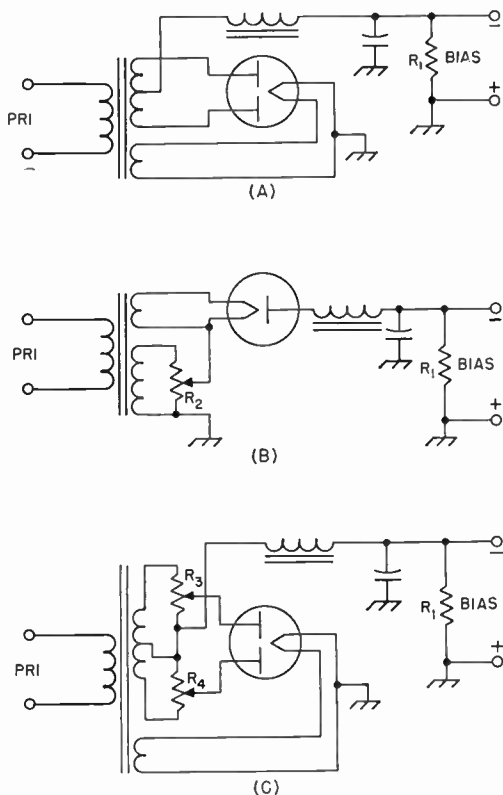 –
R1 BIAS
+
PRI
(A)
–
PRI
R1 BIAS
R2
+
(B)
–
R3
R1 BIAS
PRI
R4
+
(C)